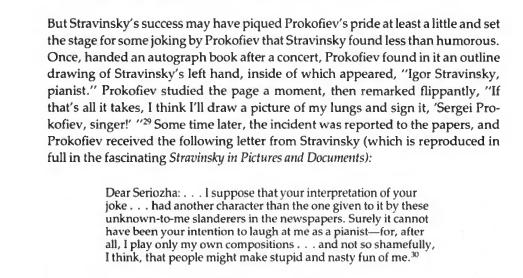 But Stravinsky's success may have piqued Prokofiev's pride at least a little and set
the stage for some joking by Prokofiev that Stravinsky found less than humorous.
Once, handed an autograph book after a concert, Prokofiev found in it an outline
drawing of Stravinsky's left hand, inside of which appeared, "Igor Stravinsky,
pianist." Prokofiev studied the page a moment, then remarked flippantly, "If
that's all it takes, I think I'll draw a picture of my lungs and sign it, 'Sergei Pro-
kofiev, singer!' "29 Some time later, the incident was reported to the papers, and
Prokofiev received the following letter from Stravinsky (which is reproduced in
full in the fascinating Stravinsky in Pictures and Documents):
Dear Seriozha: . . . I suppose that your interpretation of your
joke . . . had another character than the one given to it by these
unknown-to-me slanderers in the newspapers. Surely it cannot
have been your intention to laugh at me as a pianist—for, after
all, I play only my own compositions . . . and not so shamefully,
I think, that people might make stupid and nasty fun of me.30